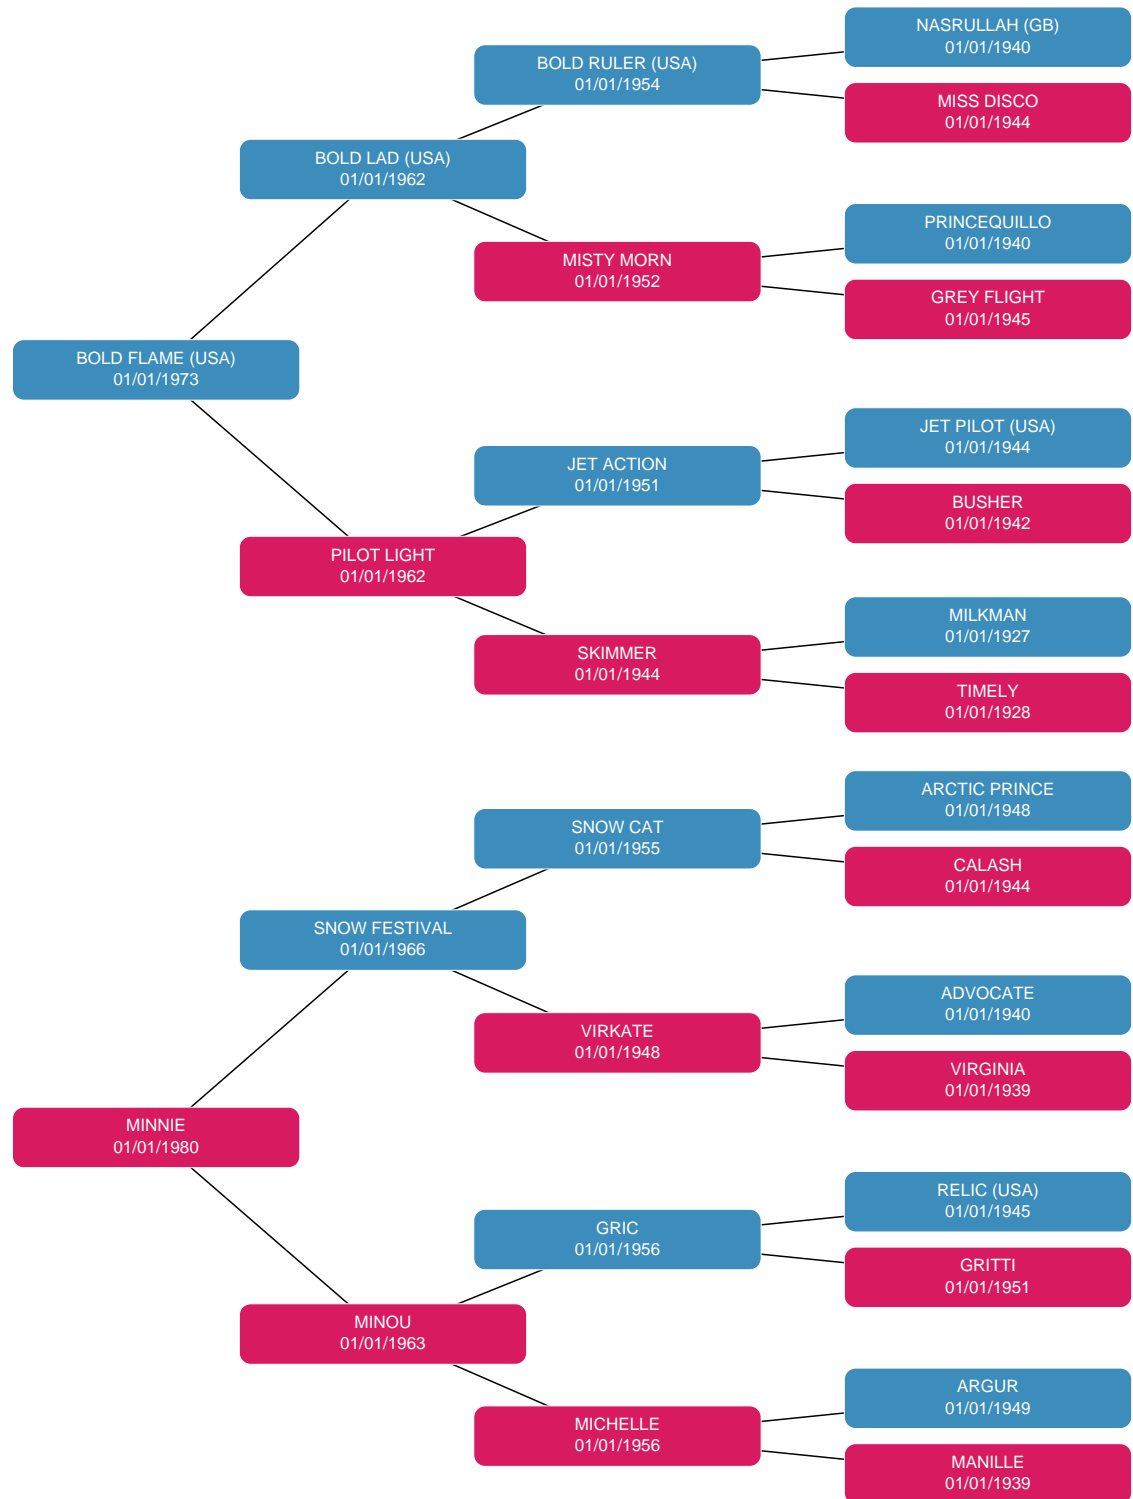 NASRULLAH (GB)
01/01/1940
BOLD RULER (USA)
01/01/1954
MISS DISCO
01/01/1944
BOLD LAD (USA)
01/01/1962
PRINCEQUILLO
01/01/1940
MISTY MORN
01/01/1952
GREY FLIGHT
01/01/1945
BOLD FLAME (USA)
01/01/1973
JET PILOT (USA)
01/01/1944
JET ACTION
01/01/1951
BUSHER
01/01/1942
PILOT LIGHT
01/01/1962
MILKMAN
01/01/1927
SKIMMER
01/01/1944
TIMELY
01/01/1928
ARCTIC PRINCE
01/01/1948
SNOW CAT
01/01/1955
CALASH
01/01/1944
SNOW FESTIVAL
01/01/1966
ADVOCATE
01/01/1940
VIRKATE
01/01/1948
VIRGINIA
01/01/1939
MINNIE
01/01/1980
RELIC (USA)
01/01/1945
GRIC
01/01/1956
GRITTI
01/01/1951
MINOU
01/01/1963
ARGUR
01/01/1949
MICHELLE
01/01/1956
MANILLE
01/01/1939